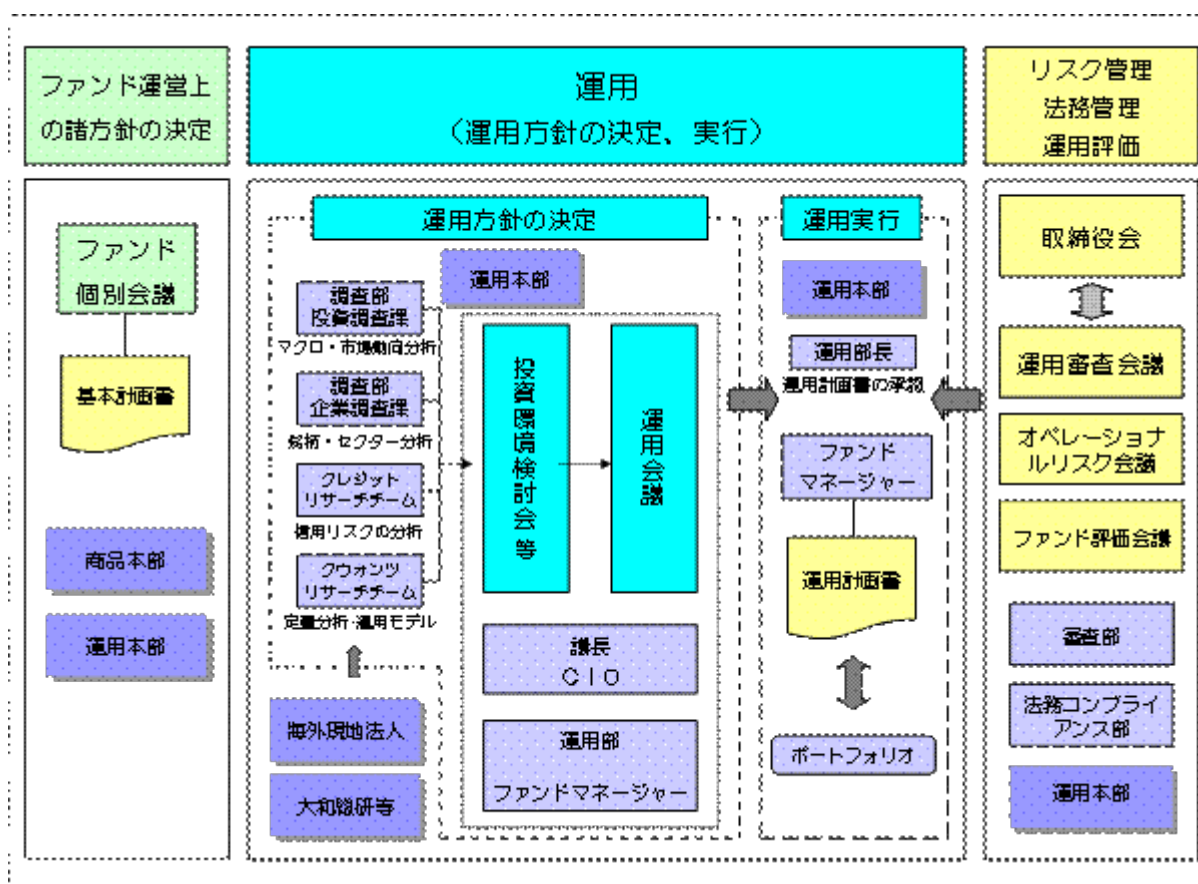 ファンド運営上
の諸方針の決定
運用
（運用方針の決定、実行）
リスク管理
法務管理
運用評価
ファンド
個別会議
基本計画書
商品本部
運用本部
運用方針の決定
運用本部
調査部
投資調査課
マクロ・市場動向分析
調査部
企業調査課
銘柄・セクター分析
クレジット
リサーチチーム
信用リスクの分析
クウォンツ
リサーチチーム
定量分析・運用モデル
海外現地法人
大和総研等
投資環境検討会 等
運用会議
議長
ＣＩＯ
運用部
ファンドマネージャー
運用実行
運用本部
運用部長
運用計画書の承認
ファンド
マネージャー
運用計画書
ポートフォリオ
取締役会
運用審査会議
オペレーショナ
ルリスク会議
ファンド評価会議
審査部
法務コンプライ
アンス部
運用本部